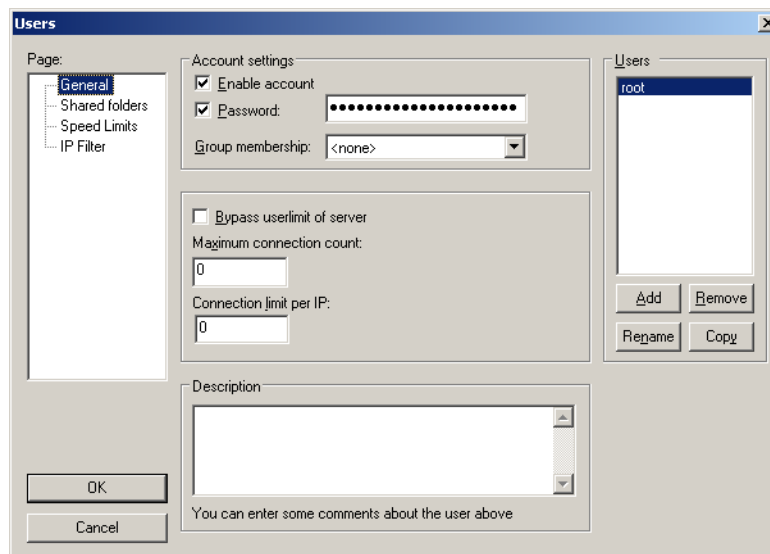 Users
Page:
General
Shared folders
Speed Limits
IP Filter
OK
Cancel
Account settings
Enable account
Password: •••••••••••••••••••••
Group membership: <none>
Bypass userlimit of server
Maximum connection count:
0
Connection limit per IP:
0
Description
You can enter some comments about the user above
Users
root
Add Remove
Rename Copy